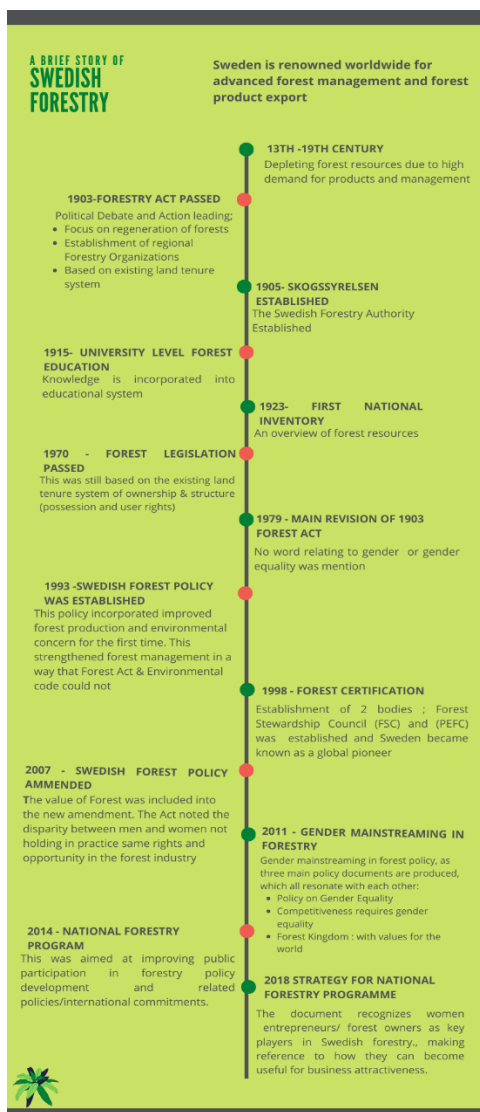 A BRIEF STORY OF
SWEDISH
FORESTRY
Sweden is renowned worldwide for
advanced forest management and forest
product export
13TH -19TH CENTURY
Depleting forest resources due to high
demand for products and management
1903-FORESTRY ACT PASSED
Political Debate and Action leading;
• Focus on regeneration of forests
• Establishment of regional
Forestry Organizations
• Based on existing land tenure
system
1905- SKOGSSYRELSEN
ESTABLISHED
The Swedish Forestry Authority
Established
1915- UNIVERSITY LEVEL FOREST
EDUCATION
Knowledge is incorporated into
educational system
1923- FIRST NATIONAL
INVENTORY
An overview of forest resources
1970 - FOREST LEGISLATION
PASSED
This was still based on the existing land
tenure system of ownership & structure
(possession and user rights)
1979 - MAIN REVISION OF 1903
FOREST ACT
No word relating to gender or gender
equality was mention
1993 -SWEDISH FOREST POLICY
WAS ESTABLISHED
This policy incorporated improved
forest production and environmental
concern for the first time. This
strengthened forest management in a
way that Forest Act & Environmental
code could not
1998 - FOREST CERTIFICATION
Establishment of 2 bodies ; Forest
Stewardship Council (FSC) and (PEFC)
was established and Sweden became
known as a global pioneer
2007 - SWEDISH FOREST POLICY
AMMENDED
The value of Forest was included into
the new amendment. The Act noted the
disparity between men and women not
holding in practice same rights and
opportunity in the forest industry
2011 - GENDER MAINSTREAMING IN
FORESTRY
Gender mainstreaming in forest policy, as
three main policy documents are produced,
which all resonate with each other:
• Policy on Gender Equality
• Competitiveness requires gender
equality
• Forest Kingdom : with values for the
world
2014 - NATIONAL FORESTRY
PROGRAM
This was aimed at improving public
participation in forestry policy
development and related
policies/international commitments.
2018 STRATEGY FOR NATIONAL
FORESTRY PROGRAMME
The document recognizes women
entrepreneurs/ forest owners as key
players in Swedish forestry., making
reference to how they can become
useful for business attractiveness.